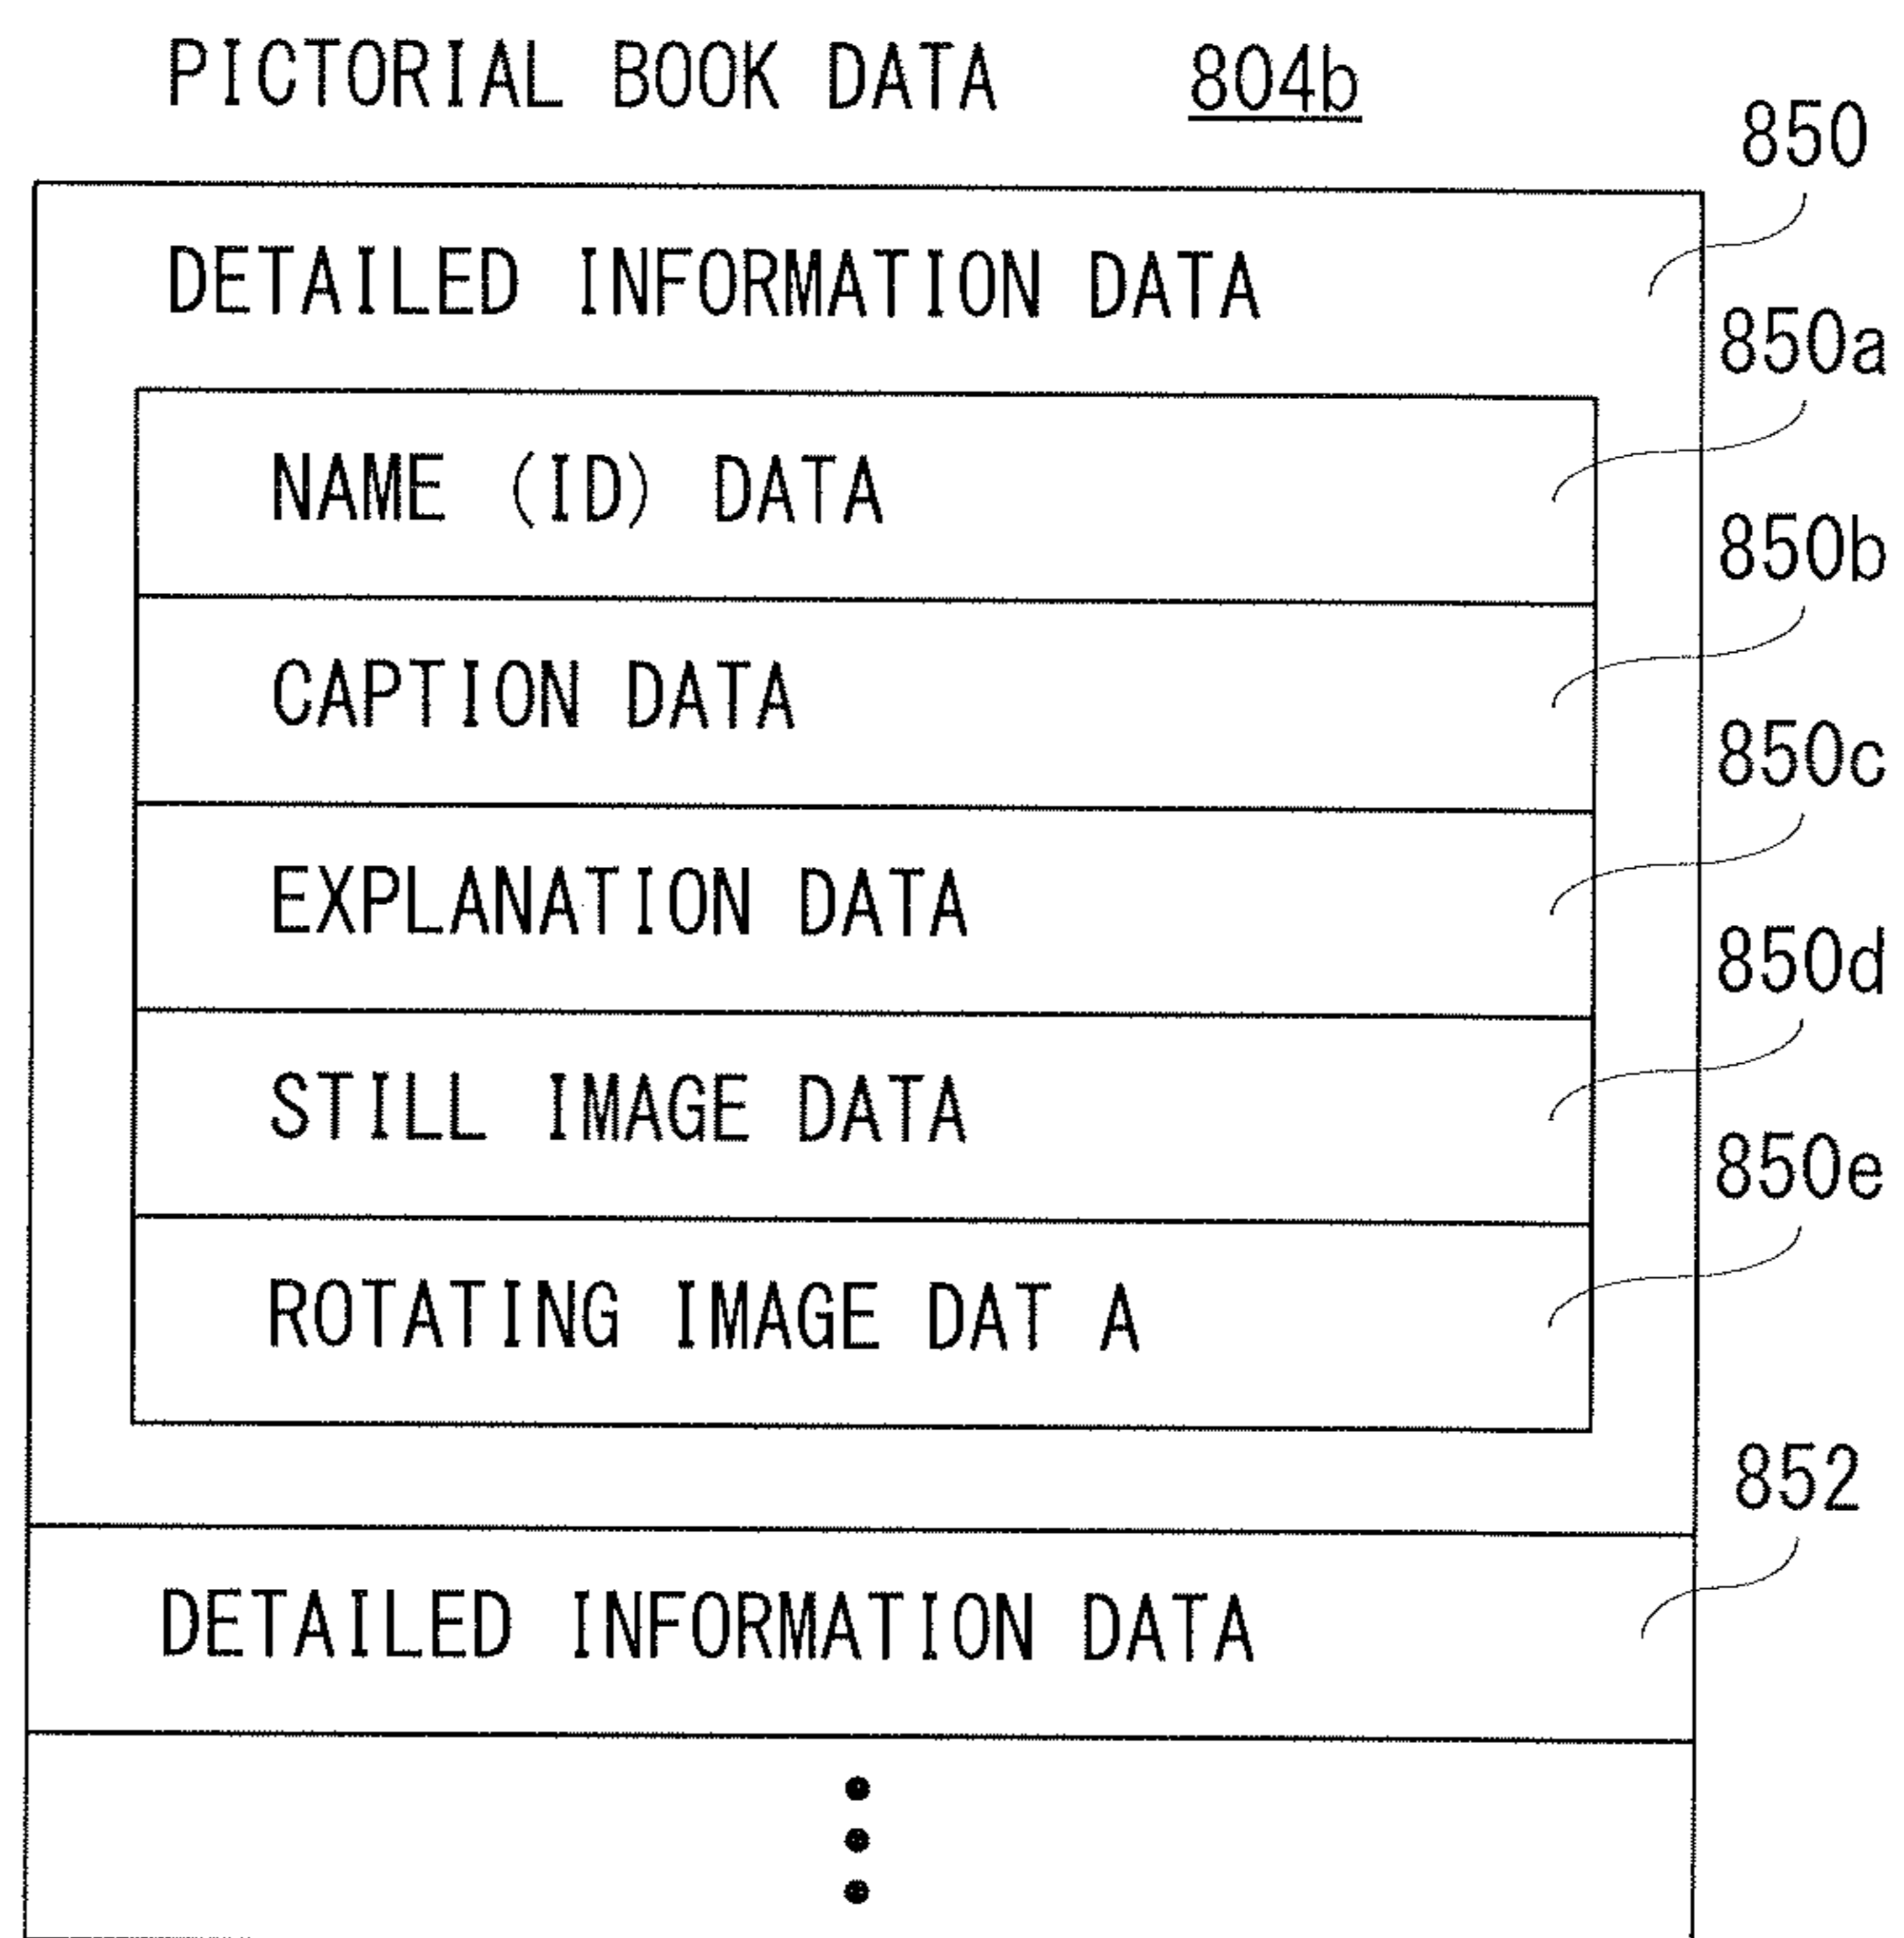 PICTORIAL BOOK DATA 804b
850
DETAILED INFORMATION DATA
850a
NAME (ID) DATA
850b
CAPTION DATA
850c
EXPLANATION DATA
850d
STILL IMAGE DATA
850e
ROTATING IMAGE DAT A
852
DETAILED INFORMATION DATA